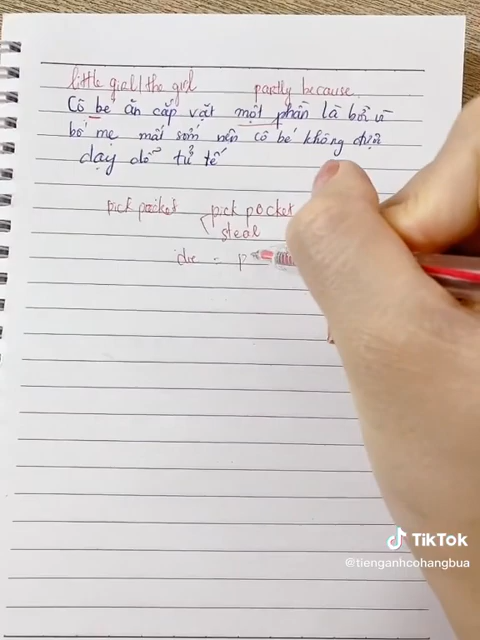 little girl / the girl partly because
Cô bé ăn cắp vặt một phần là bởi vì
bố mẹ mất sớm nên cô bé không được
dạy dỗ tử tế
pick pocket pick pocket
steal
die = p
TikTok
@tienganhcohangbua